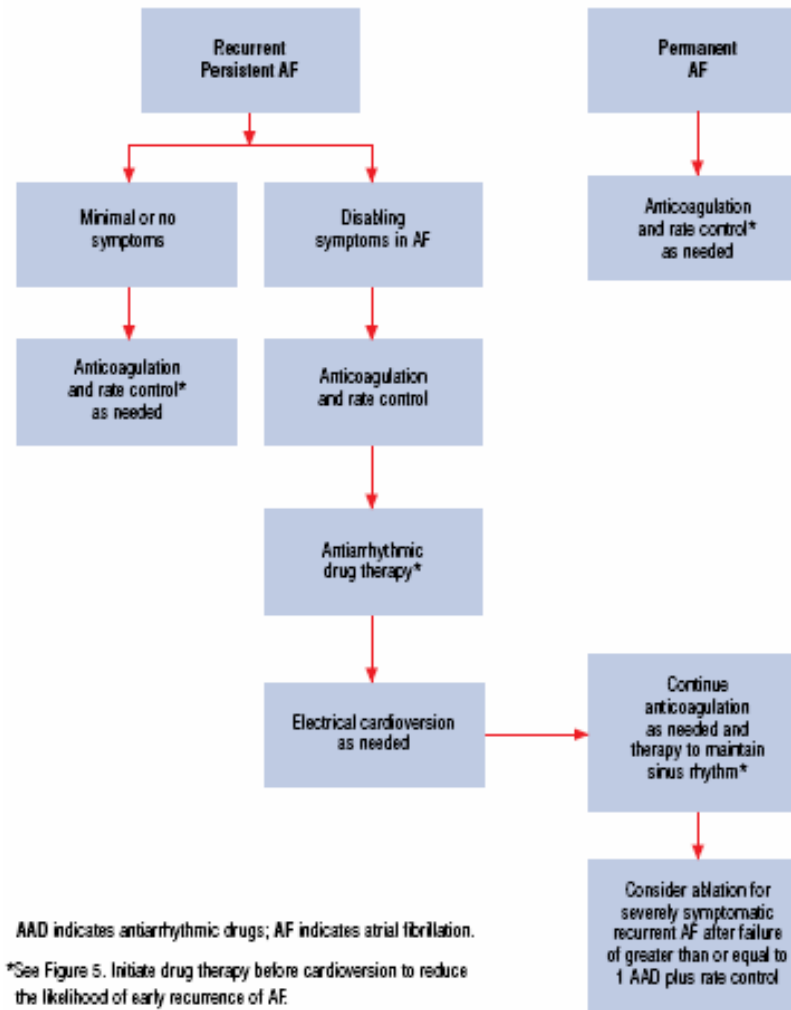 Recurrent
Persistent AF
Permanent
AF
Minimal or no
symptoms
Disabling
symptoms in AF
Anticoagulation
and rate control*
as needed
Anticoagulation
and rate control*
as needed
Anticoagulation
and rate control
Antiarrhythmic
drug therapy*
Electrical cardioversion
as needed
Continue
anticoagulation
as needed and
therapy to maintain
sinus rhythm*
Consider ablation for
severely symptomatic
recurrent AF after failure
of greater than or equal to
1 AAD plus rate control
AAD indicates antiarrhythmic drugs; AF indicates atrial fibrillation.
*See Figure 5. Initiate drug therapy before cardioversion to reduce
the likelihood of early recurrence of AF.